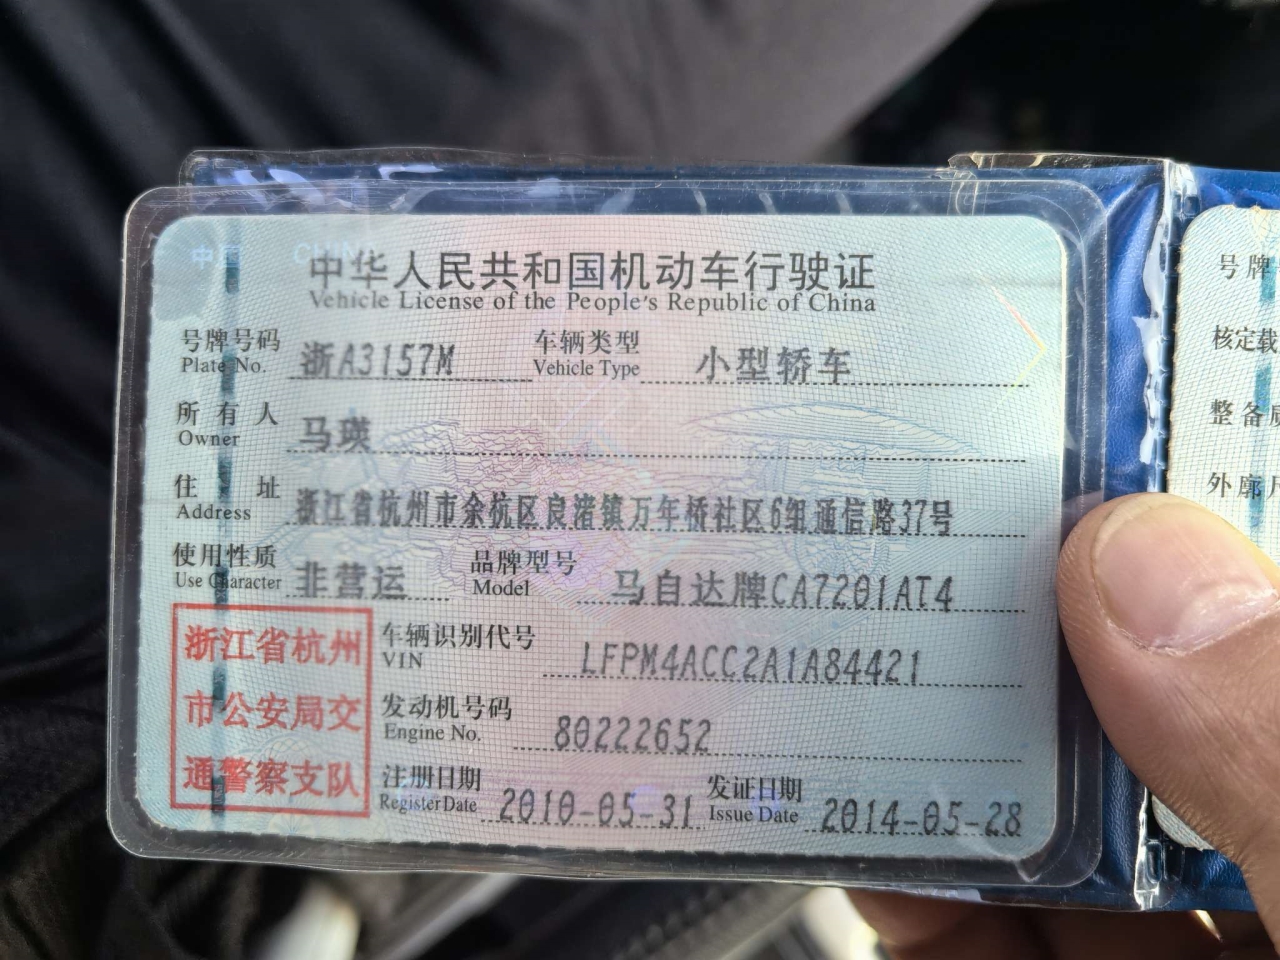 中国 CHINA
中华人民共和国机动车行驶证
Vehicle License of the People's Republic of China
号牌号码 浙A3157M 车辆类型 小型轿车
Plate No. Vehicle Type
所有人 马瑛
Owner
住址 浙江省杭州市余杭区良渚镇万年桥社区6组通信路37号
Address
使用性质 非营运 品牌型号 马自达牌CA7201AT4
Use Character Model
浙江省杭州
市公安局交
通警察支队
车辆识别代号 LFPM4ACC2A1A84421
VIN
发动机号码 80222652
Engine No.
注册日期 2010-05-31 发证日期 2014-05-28
Register Date Issue Date
号牌
核定载
整备
外廓